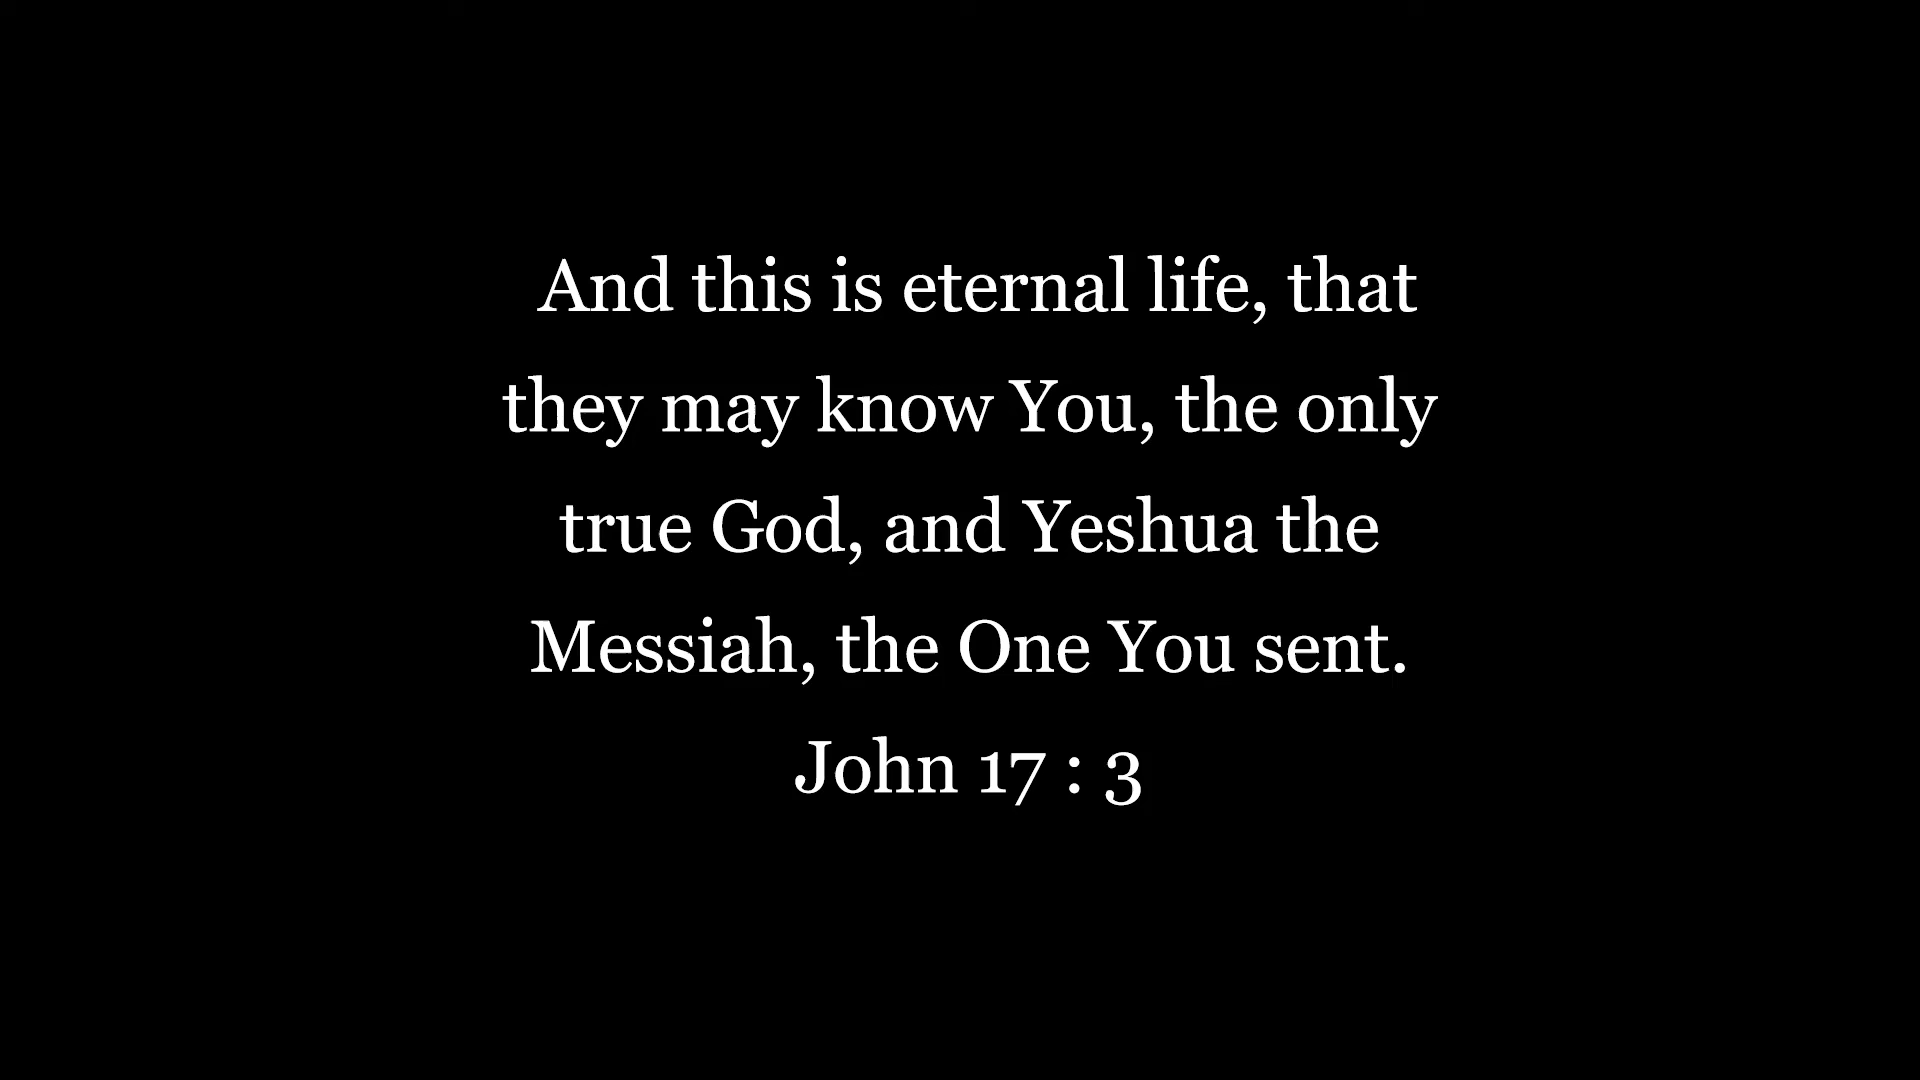 And this is eternal life, that
they may know You, the only
true God, and Yeshua the
Messiah, the One You sent.
John 17 : 3